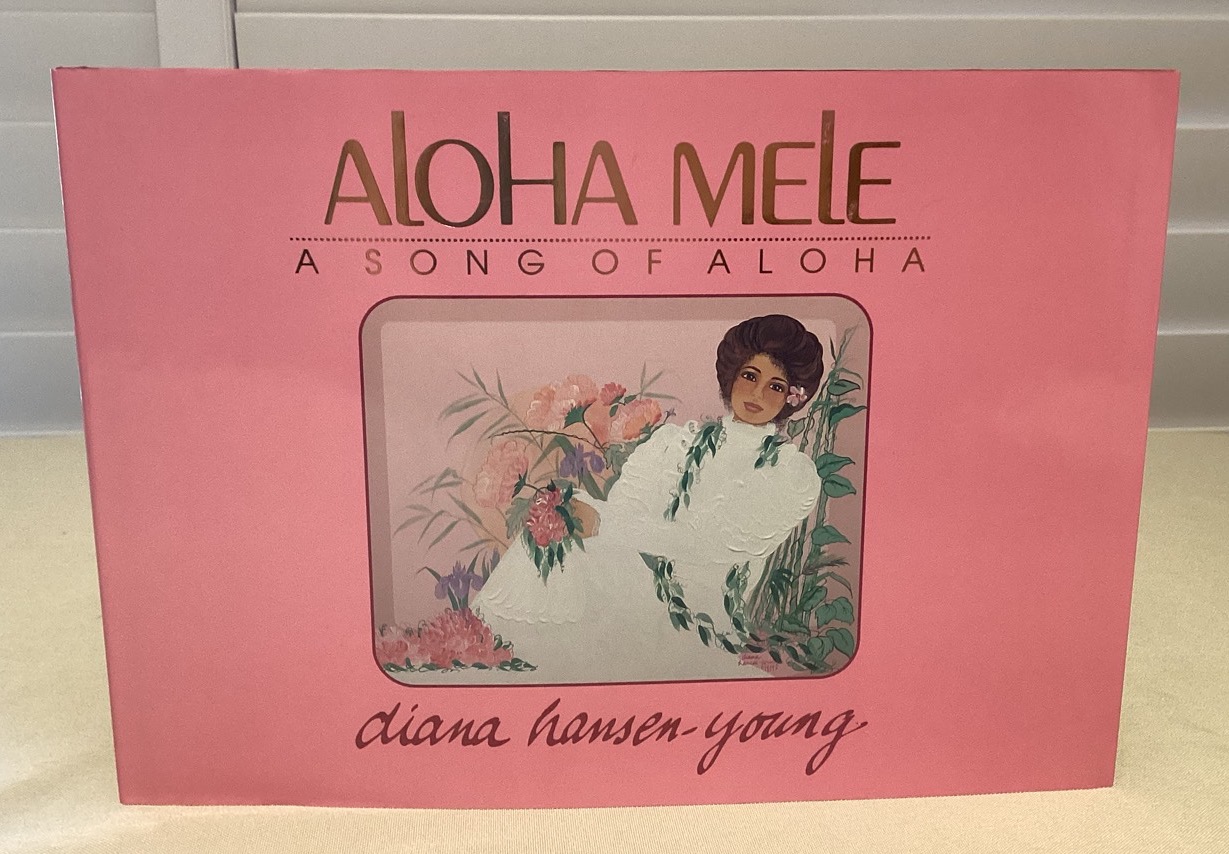 ALOHA MELE
A SONG OF ALOHA
diana hansen-young